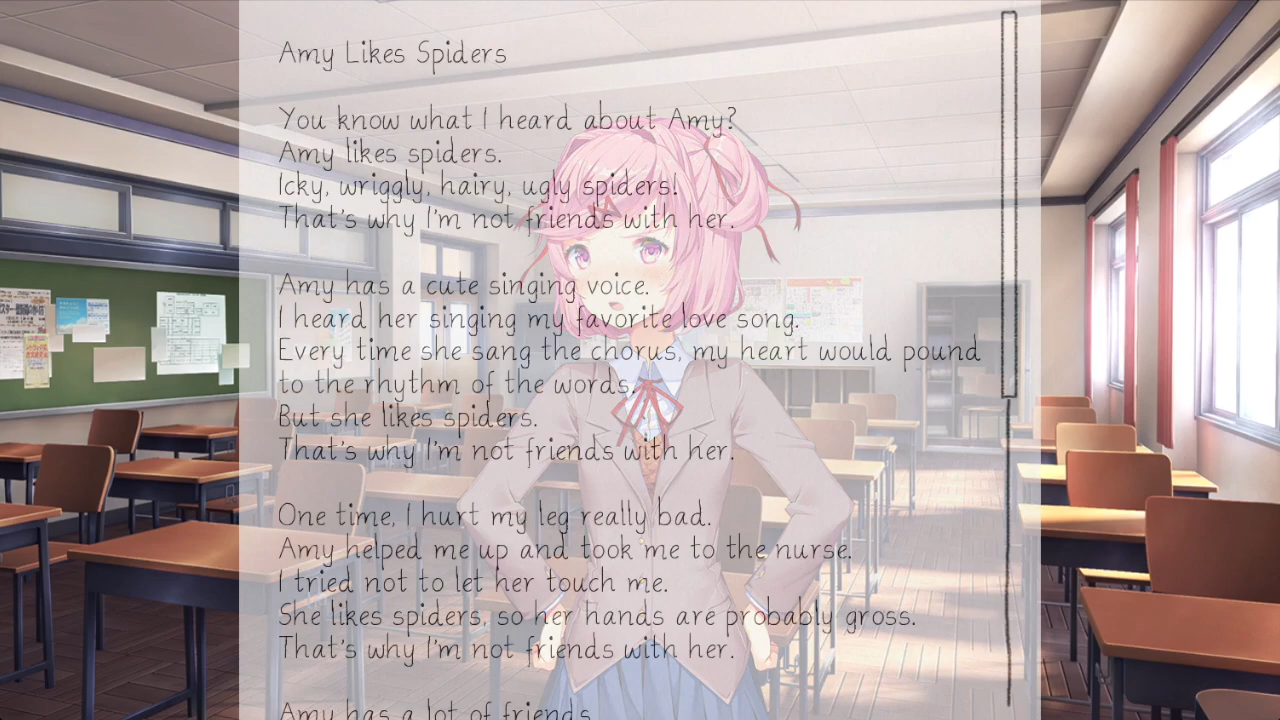 Amy Likes Spiders
You know what I heard about Amy?
Amy likes spiders.
Icky, wriggly, hairy, ugly spiders!
That's why I'm not friends with her.
Amy has a cute singing voice.
I heard her singing my favorite love song.
Every time she sang the chorus, my heart would pound
to the rhythm of the words.
But she likes spiders.
That's why I'm not friends with her.
One time, I hurt my leg really bad.
Amy helped me up and took me to the nurse.
I tried not to let her touch me.
She likes spiders, so her hands are probably gross.
That's why I'm not friends with her.
Amy has a lot of friends.